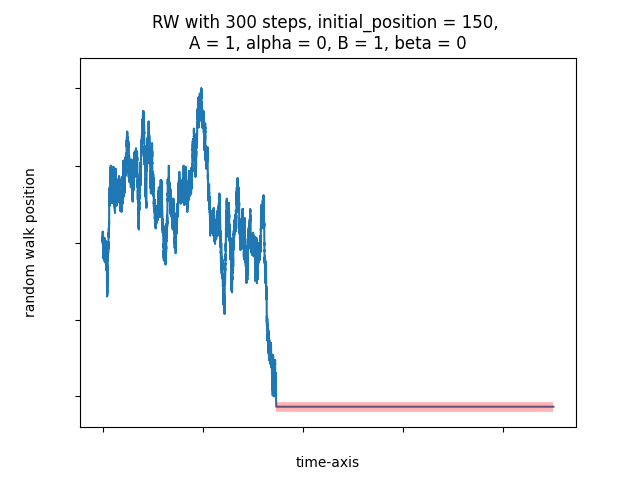 RW with 300 steps, initial_position = 150,
A = 1, alpha = 0, B = 1, beta = 0
random walk position
time-axis